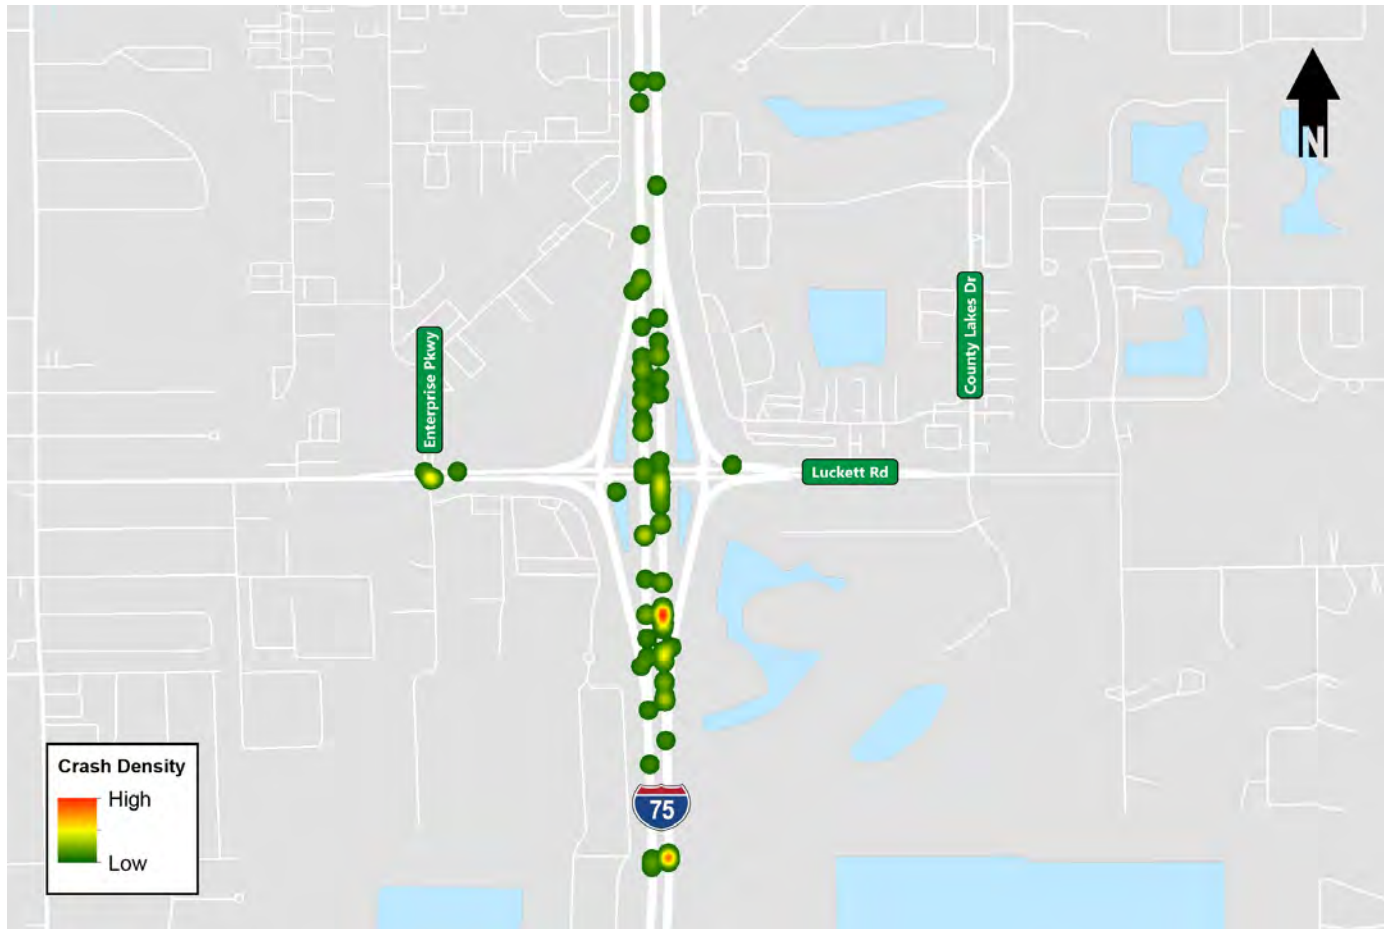 N
Enterprise Pkwy
County Lakes Dr
Luckett Rd
Crash Density
High
Low
75